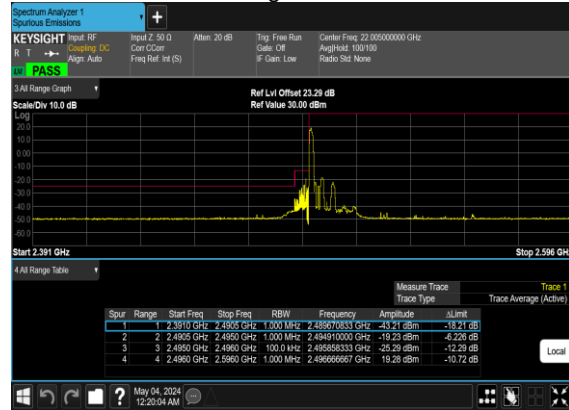 Spectrum Analyzer 1
Spurious Emissions
KEYSIGHT Input: RF Input Z: 50 Ω Atten: 20 dB Trig: Free Run Center Freq: 22.005000000 GHz
R T Coupling: DC Corr CCorr Gate: Off Avg|Hold: 100/100
Align: Auto Freq Ref: Int (S) IF Gain: Low Radio Std: None
LM PASS
3 All Range Graph Ref Lvl Offset 23.29 dB
Scale/Div 10.0 dB Ref Value 30.00 dBm
Log
20.0
10.0
0.00
-10.0
-20.0
-30.0
-40.0
-50.0
-60.0
Start 2.391 GHz Stop 2.596 GHz
4 All Range Table
Measure Trace Trace 1
Trace Type Trace Average (Active)
Spur Range Start Freq Stop Freq RBW Frequency Amplitude ΔLimit
1 1 2.3910 GHz 2.4905 GHz 1.000 MHz 2.489670833 GHz -43.21 dBm -18.21 dB
2 2 2.4905 GHz 2.4950 GHz 1.000 MHz 2.494910000 GHz -19.23 dBm -6.226 dB
3 3 2.4950 GHz 2.4960 GHz 100.0 kHz 2.495858333 GHz -25.29 dBm -12.29 dB
4 4 2.4960 GHz 2.5960 GHz 1.000 MHz 2.496666667 GHz 19.28 dBm -10.72 dB
Local
? May 04, 2024
12:20:04 AM